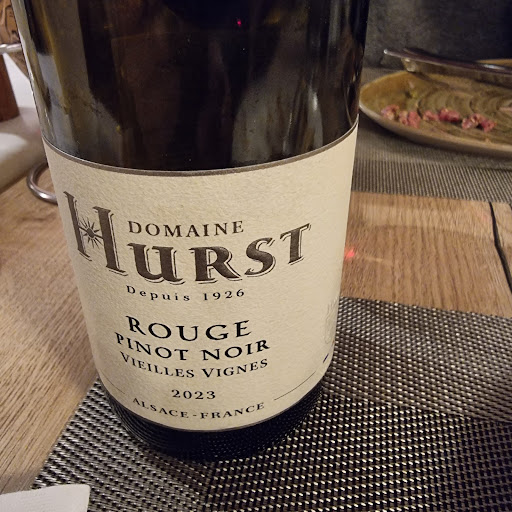 DOMAINE
HURST
Depuis 1926
ROUGE
PINOT NOIR
VIEILLES VIGNES
2023
ALSACE-FRANCE